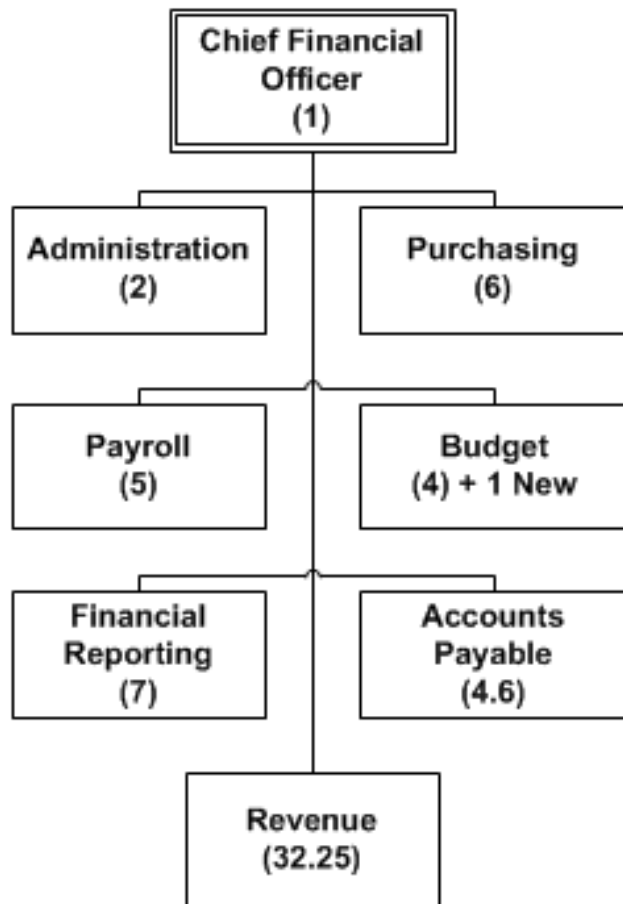 Chief Financial
Officer
(1)
Administration
(2)
Purchasing
(6)
Payroll
(5)
Budget
(4) + 1 New
Financial
Reporting
(7)
Accounts
Payable
(4.6)
Revenue
(32.25)